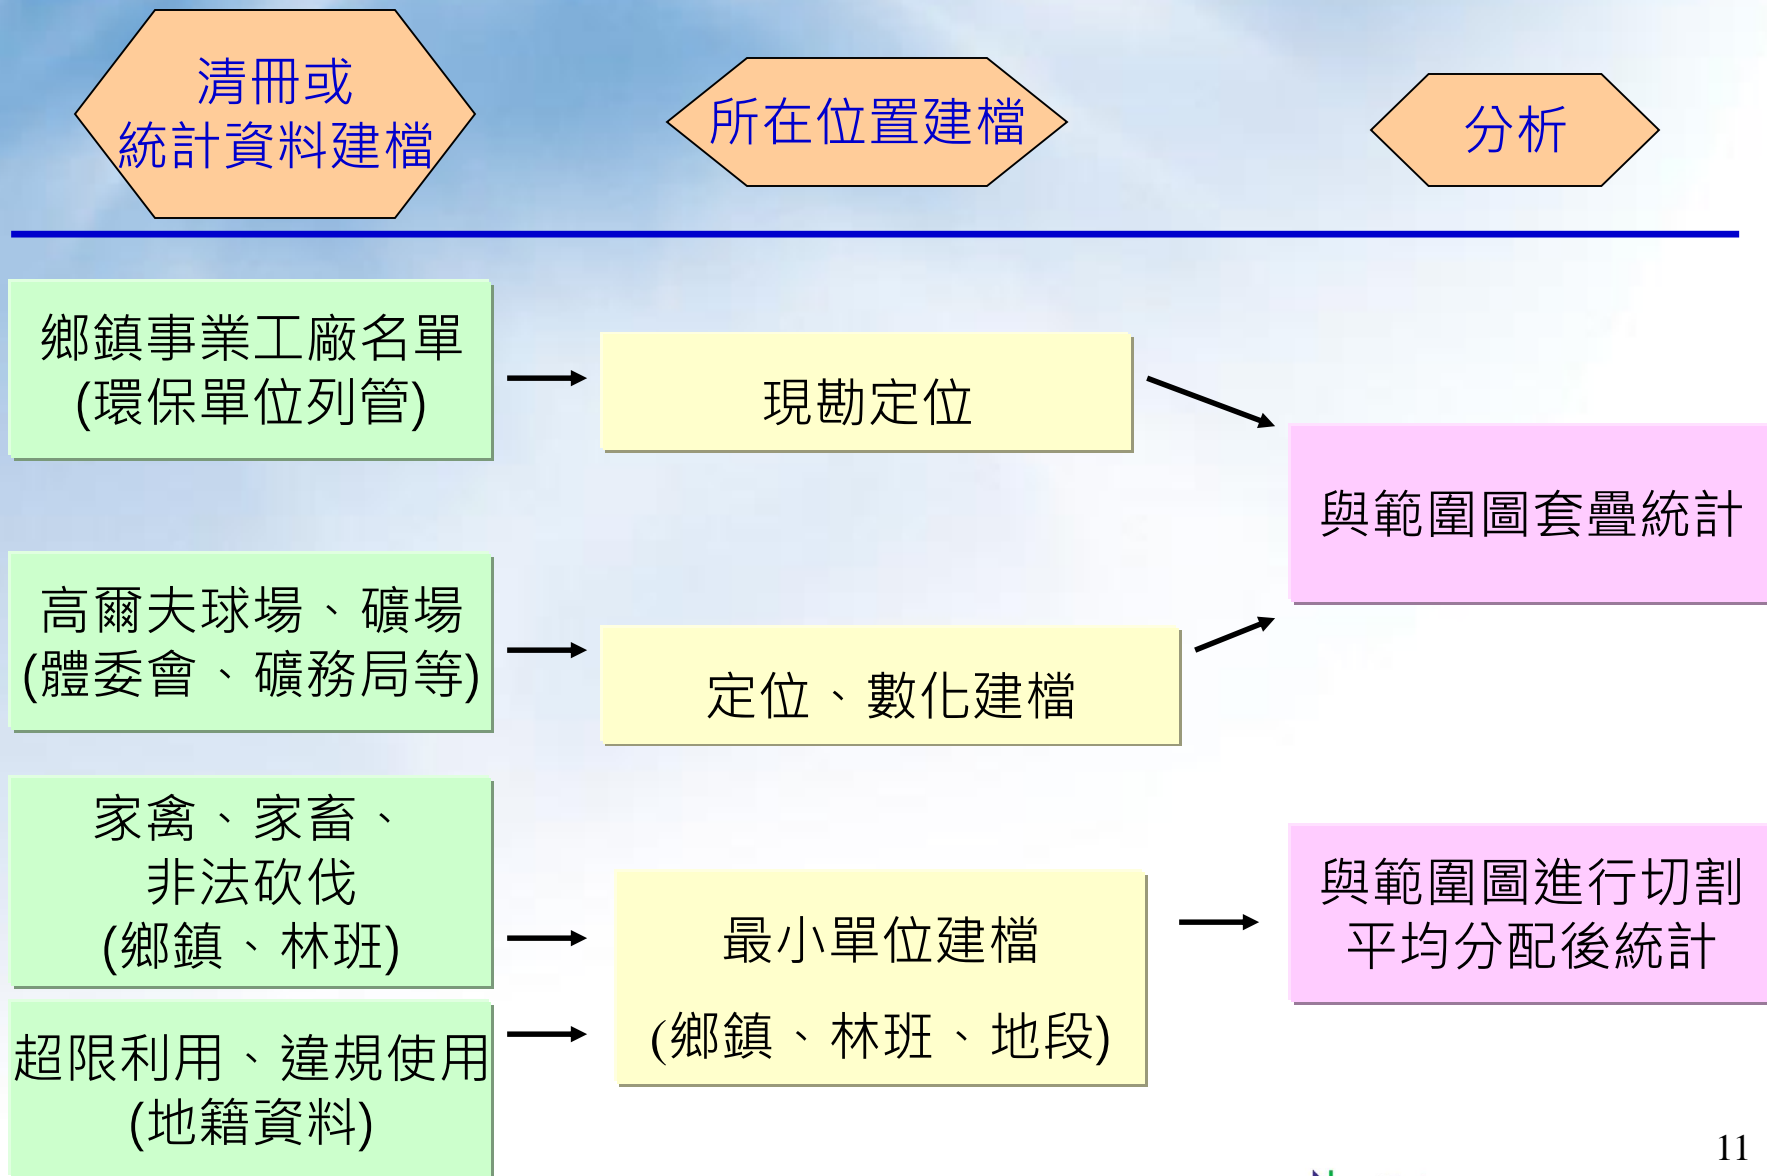 清冊或
統計資料建檔
所在位置建檔
分析
鄉鎮事業工廠名單
(環保單位列管)
現勘定位
與範圍圖套疊統計
高爾夫球場、礦場
(體委會、礦務局等)
定位、數化建檔
家禽、家畜、
非法砍伐
(鄉鎮、林班)
最小單位建檔
(鄉鎮、林班、地段)
與範圍圖進行切割
平均分配後統計
超限利用、違規使用
(地籍資料)
11